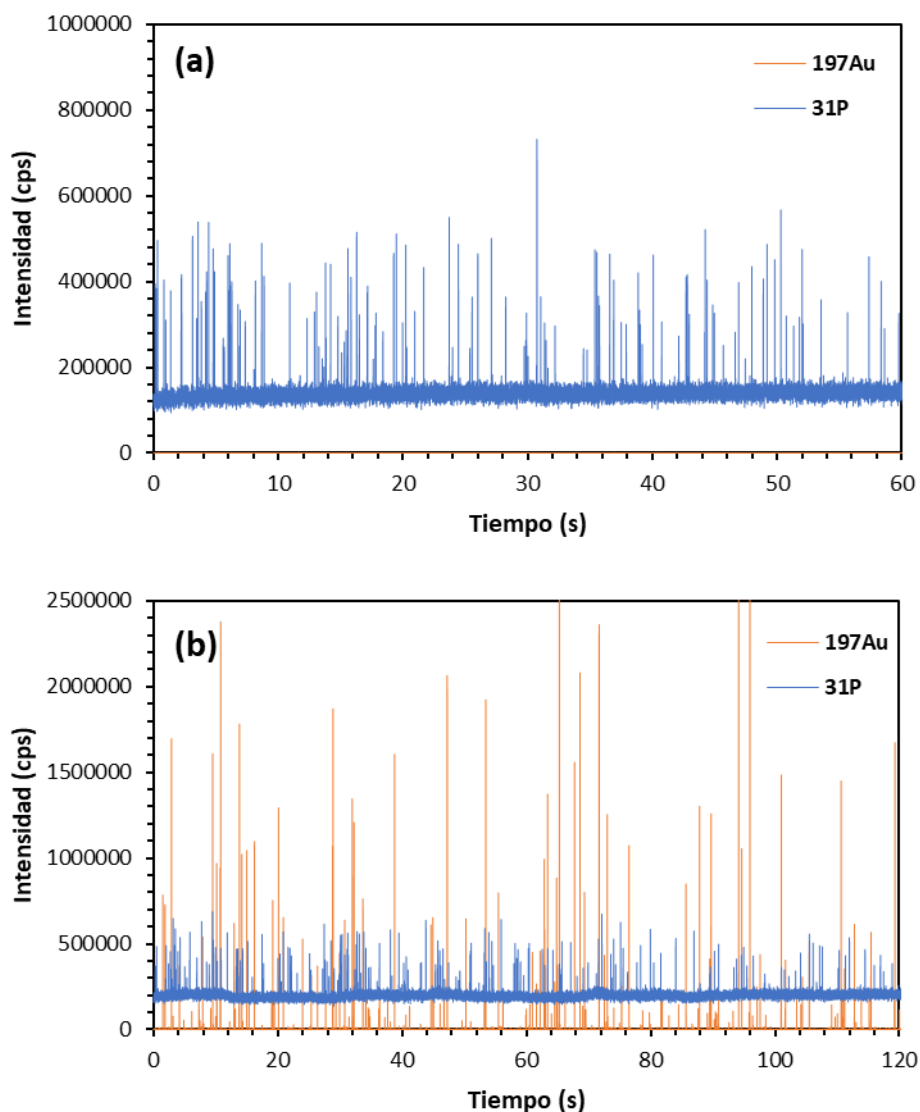 1000000
(a)
197Au
800000
31P
600000
400000
200000
0
Intensidad (cps)
0 10 20 30 40 50 60
Tiempo (s)
2500000
(b)
197Au
2000000
31P
1500000
1000000
500000
0
Intensidad (cps)
0 20 40 60 80 100 120
Tiempo (s)